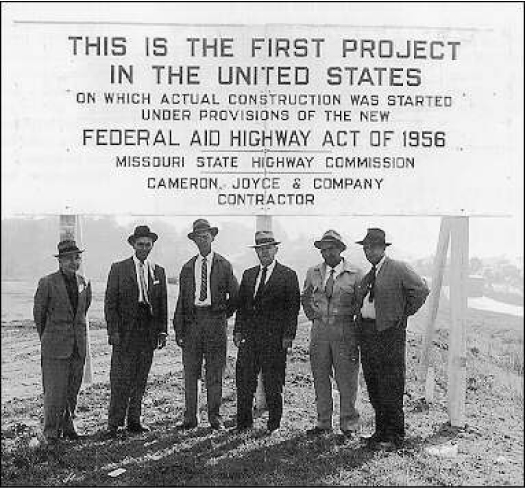 THIS IS THE FIRST PROJECT
IN THE UNITED STATES
ON WHICH ACTUAL CONSTRUCTION WAS STARTED
UNDER PROVISIONS OF THE NEW
FEDERAL AID HIGHWAY ACT OF 1956
MISSOURI STATE HIGHWAY COMMISSION
CAMERON, JOYCE & COMPANY
CONTRACTOR